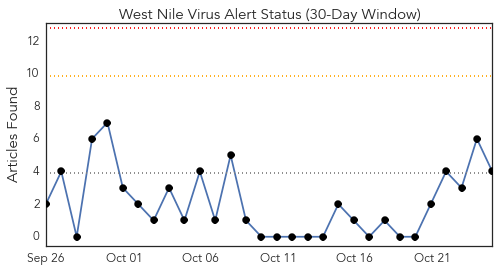 West Nile Virus Alert Status (30-Day Window)
Articles Found
12
10
8
6
4
2
0
Sep 26
Oct 01
Oct 06
Oct 11
Oct 16
Oct 21